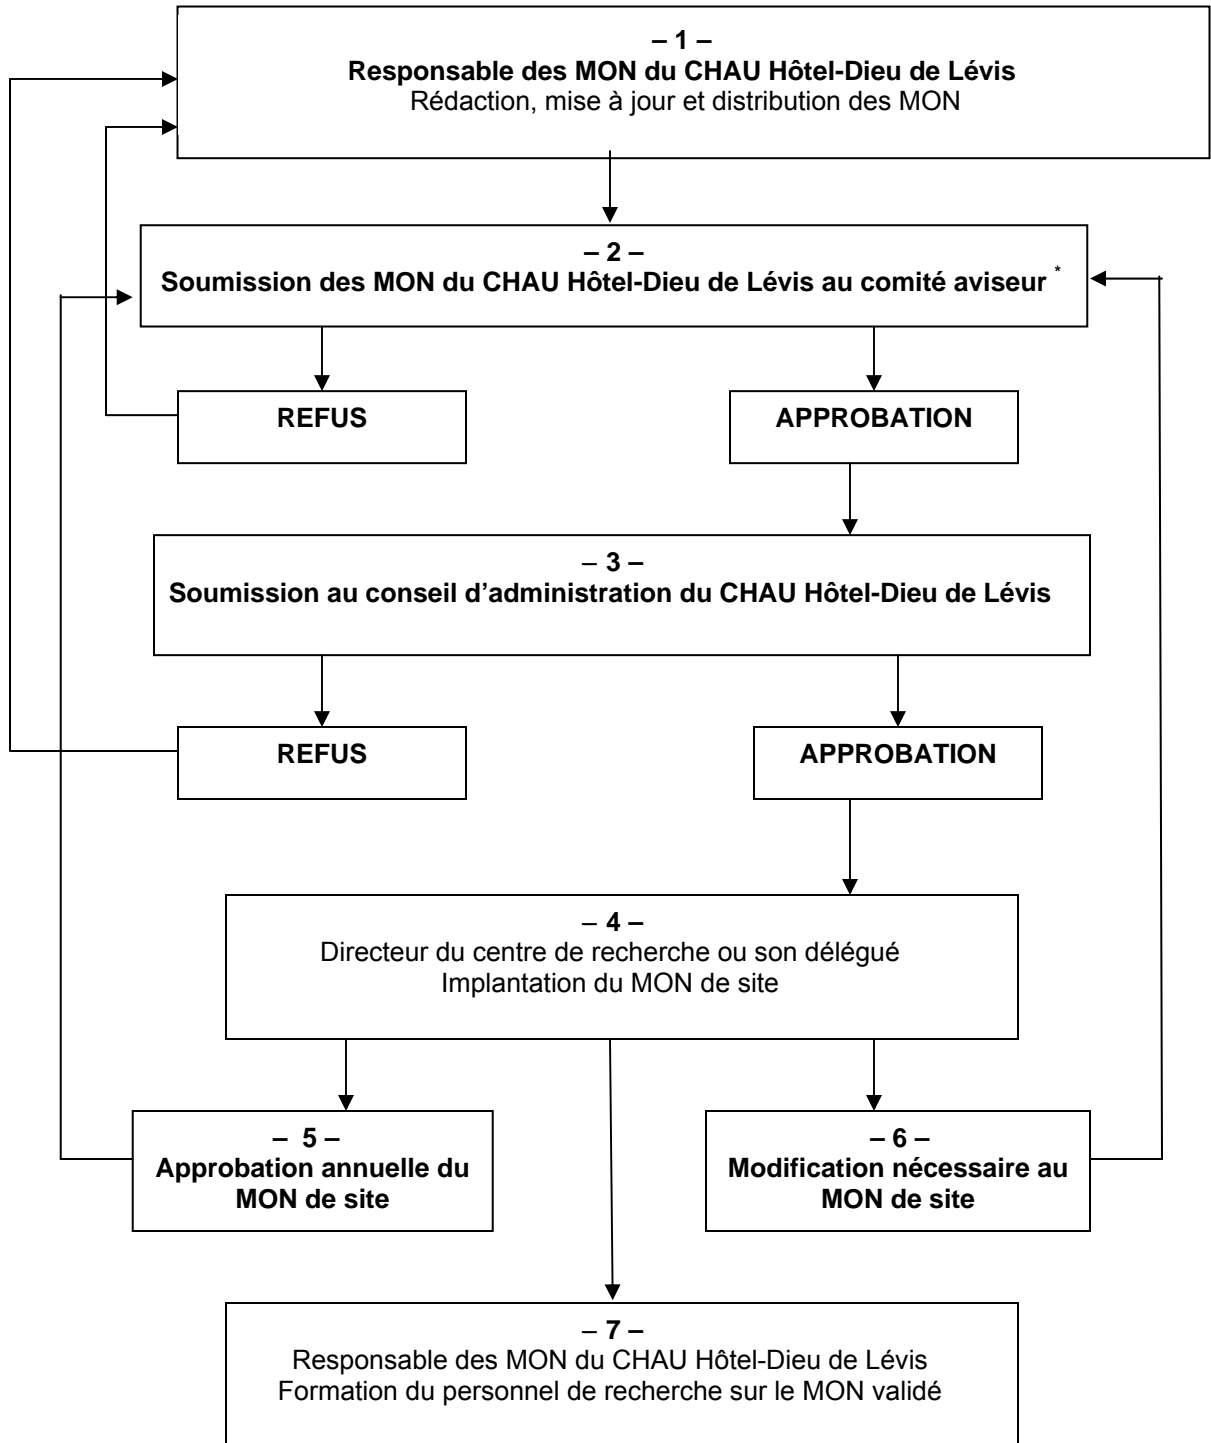 – 1 –
Responsable des MON du CHAU Hôtel-Dieu de Lévis
Rédaction, mise à jour et distribution des MON
– 2 –
Soumission des MON du CHAU Hôtel-Dieu de Lévis au comité aviseur *
REFUS
APPROBATION
– 3 –
Soumission au conseil d’administration du CHAU Hôtel-Dieu de Lévis
REFUS
APPROBATION
– 4 –
Directeur du centre de recherche ou son délégué
Implantation du MON de site
– 5 –
Approbation annuelle du
MON de site
– 6 –
Modification nécessaire au
MON de site
– 7 –
Responsable des MON du CHAU Hôtel-Dieu de Lévis
Formation du personnel de recherche sur le MON validé